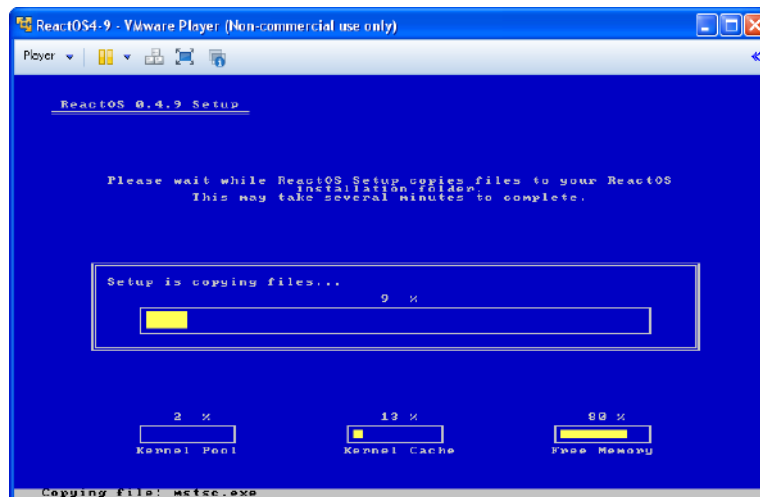 ReactOS4-9 - VMware Player (Non-commercial use only)
Player
ReactOS 0.4.9 Setup
Please wait while ReactOS Setup copies files to your ReactOS
installation folder.
This may take several minutes to complete.
Setup is copying files...
9 %
2 %
13 %
80 %
Kernel Pool
Kernel Cache
Free Memory
Copying file: mstsc.exe